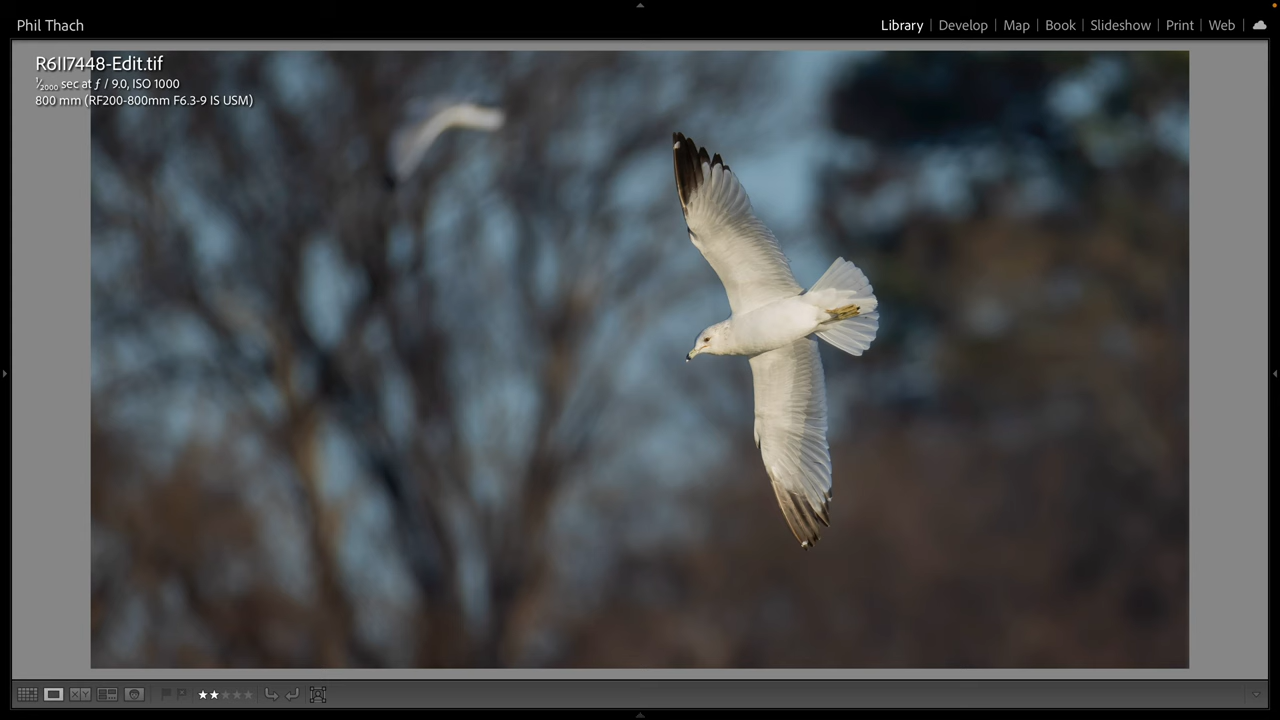 Phil Thach
Library | Develop | Map | Book | Slideshow | Print | Web
R6II7448-Edit.tif
1/2000 sec at ƒ / 9.0, ISO 1000
800 mm (RF200-800mm F6.3-9 IS USM)
XY